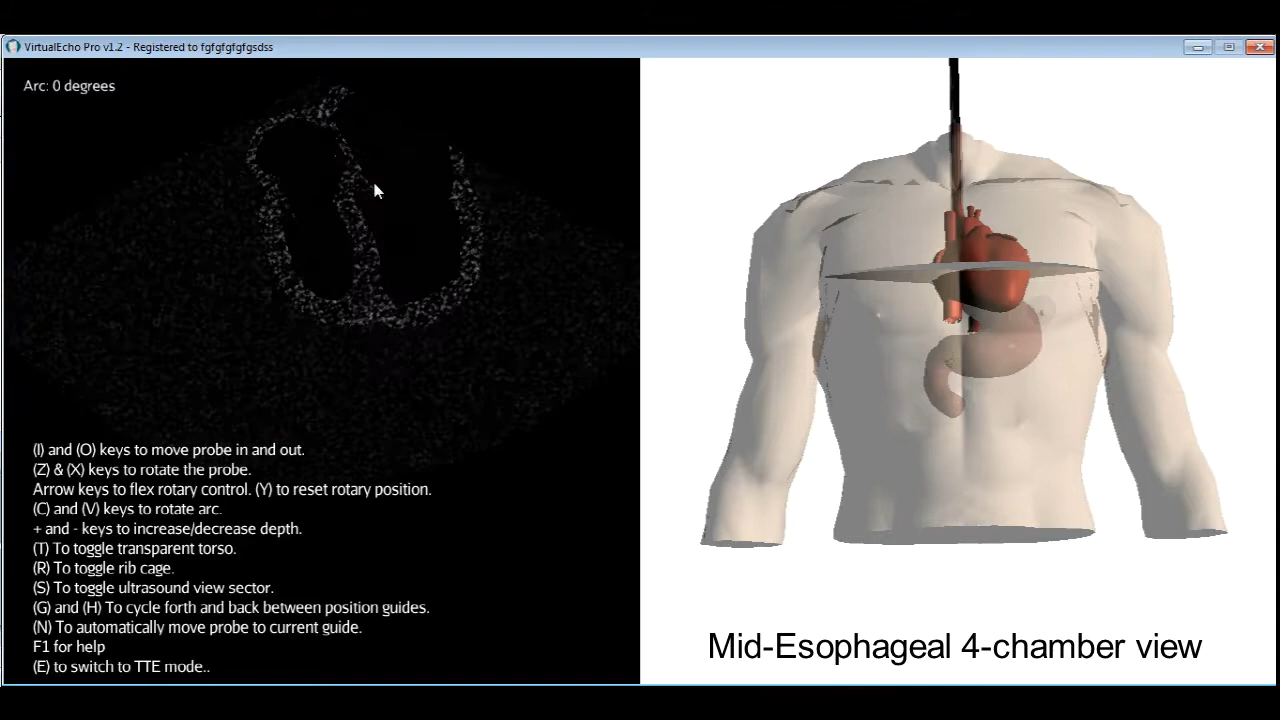 VirtualEcho Pro v1.2 - Registered to fgfgfgfgfgsdss
Arc: 0 degrees
(I) and (O) keys to move probe in and out.
(Z) & (X) keys to rotate the probe.
Arrow keys to flex rotary control. (Y) to reset rotary position.
(C) and (V) keys to rotate arc.
+ and - keys to increase/decrease depth.
(T) To toggle transparent torso.
(R) To toggle rib cage.
(S) To toggle ultrasound view sector.
(G) and (H) To cycle forth and back between position guides.
(N) To automatically move probe to current guide.
F1 for help
(E) to switch to TTE mode..
Mid-Esophageal 4-chamber view